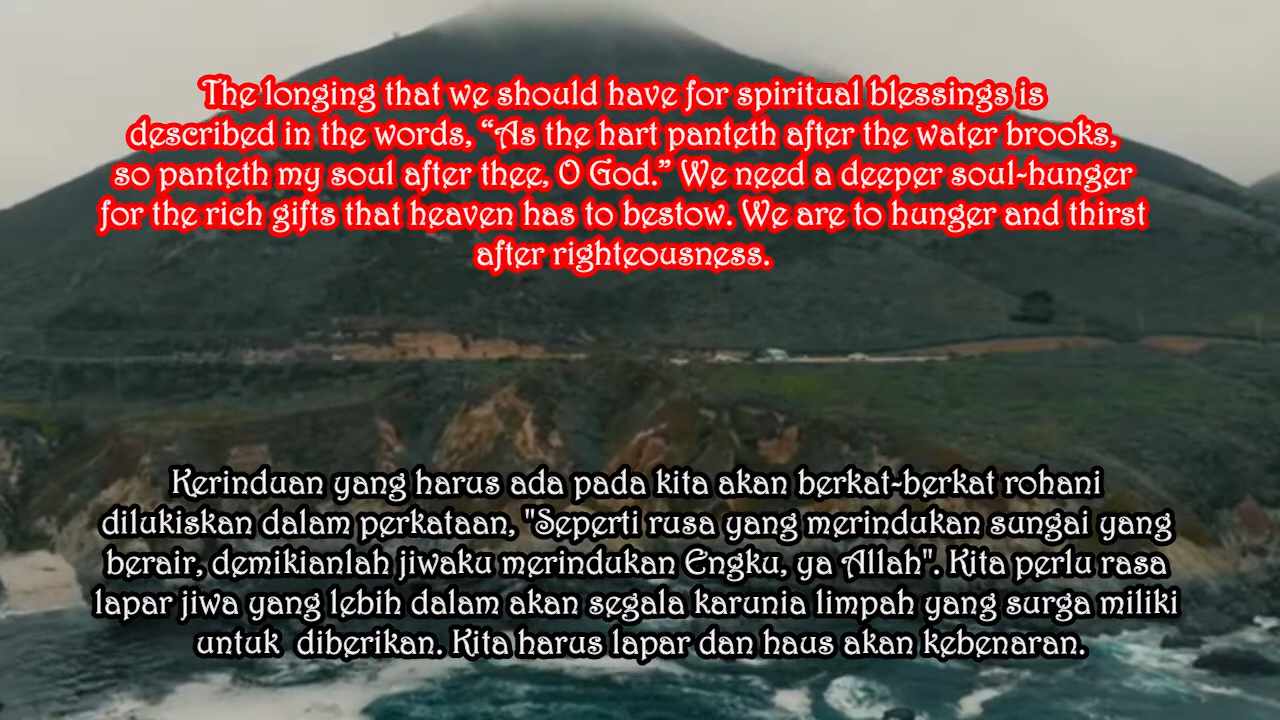 The longing that we should have for spiritual blessings is
described in the words, “As the hart panteth after the water brooks,
so panteth my soul after thee, O God.” We need a deeper soul-hunger
for the rich gifts that heaven has to bestow. We are to hunger and thirst
after righteousness.
Kerinduan yang harus ada pada kita akan berkat-berkat rohani
dilukiskan dalam perkataan, "Seperti rusa yang merindukan sungai yang
berair, demikianlah jiwaku merindukan Engku, ya Allah". Kita perlu rasa
lapar jiwa yang lebih dalam akan segala karunia limpah yang surga miliki
untuk  diberikan. Kita harus lapar dan haus akan kebenaran.